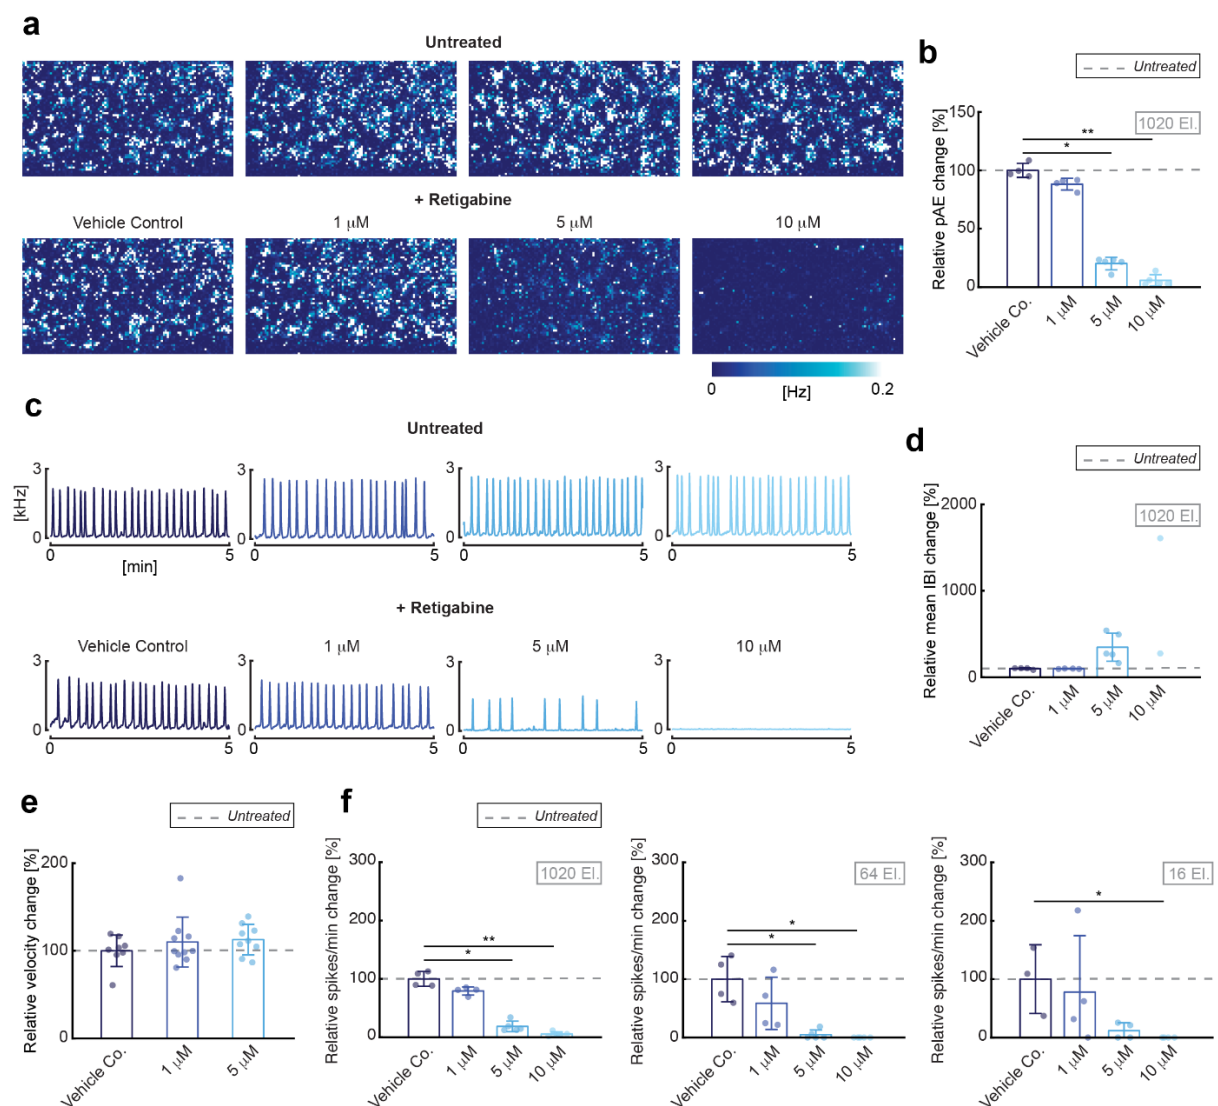 a
Untreated
+ Retigabine
Vehicle Control 1 μM 5 μM 10 μM
0 0.2
[Hz]
b
Untreated
1020 El.
Relative pAE change [%]
150
100
50
0
**
*
Vehicle Co. 1 μM 5 μM 10 μM
c
Untreated
[kHz]
3 3 3 3
0 0 0 0
0 5 0 5 0 5 0 5
[min]
+ Retigabine
Vehicle Control 1 μM 5 μM 10 μM
3 3 3 3
0 0 0 0
0 5 0 5 0 5 0 5
d
Untreated
1020 El.
Relative mean IBI change [%]
2000
1000
0
Vehicle Co. 1 μM 5 μM 10 μM
e
Untreated
Relative velocity change [%]
200
100
0
Vehicle Co. 1 μM 5 μM
f
Untreated
1020 El.
Relative spikes/min change [%]
300
200
100
0
**
*
Vehicle Co. 1 μM 5 μM 10 μM
64 El.
Relative spikes/min change [%]
300
200
100
0
*
*
Vehicle Co. 1 μM 5 μM 10 μM
16 El.
Relative spikes/min change [%]
300
200
100
0
*
Vehicle Co. 1 μM 5 μM 10 μM